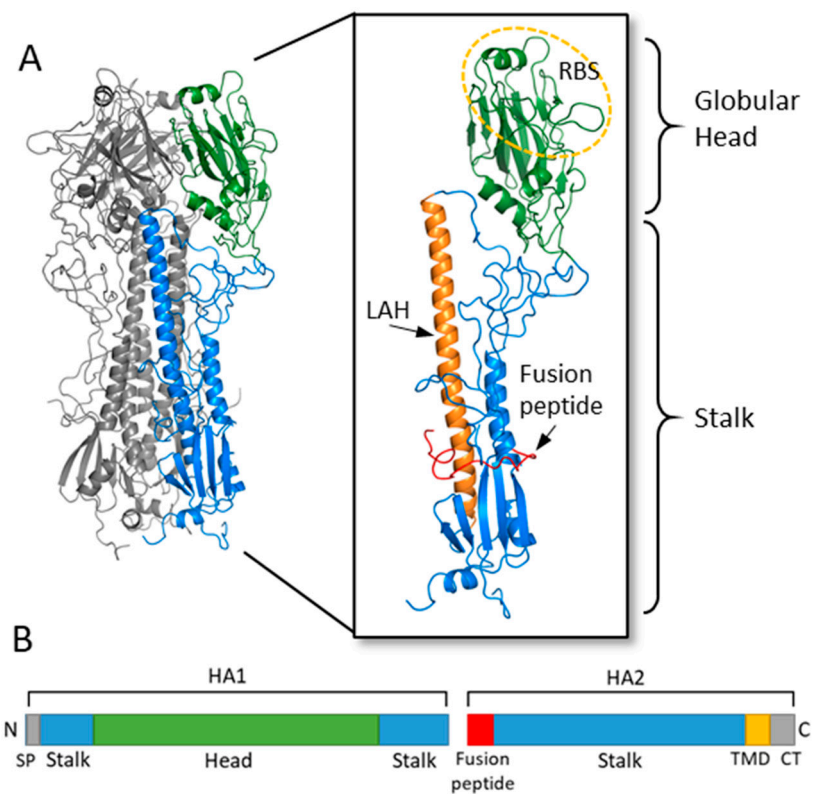 A
RBS
Globular
Head
LAH
Fusion
peptide
Stalk
B
HA1
HA2
N
C
SP
Stalk
Head
Stalk
Fusion
peptide
Stalk
TMD
CT